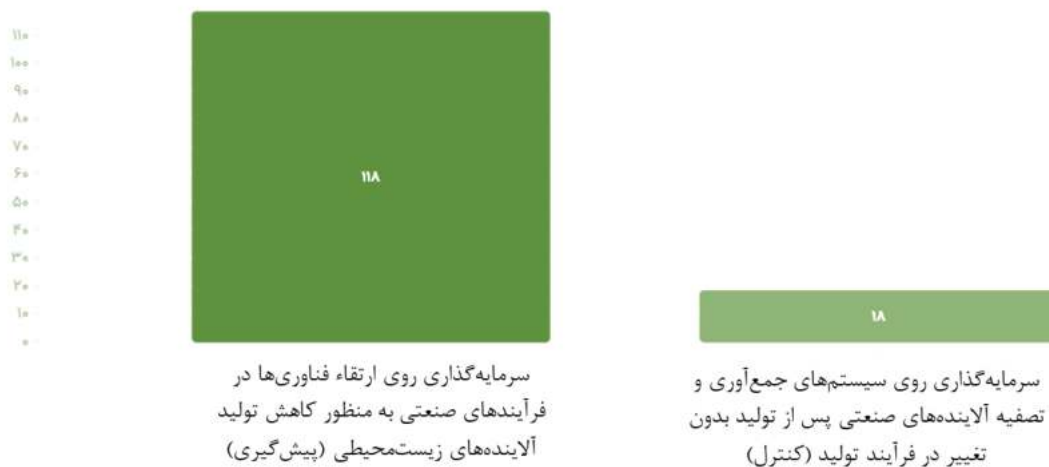 ۱۱۰
۱۰۰
۹۰
۸۰
۷۰
۶۰
۵۰
۴۰
۳۰
۲۰
۱۰
۰
۱۱۸
۱۸
سرمایه‌گذاری روی ارتقاء فناوری‌ها در
فرآیندهای صنعتی به منظور کاهش تولید
آلاینده‌های زیست‌محیطی (پیش‌گیری)
سرمایه‌گذاری روی سیستم‌های جمع‌آوری و
تصفیه آلاینده‌های صنعتی پس از تولید بدون
تغییر در فرآیند تولید (کنترل)